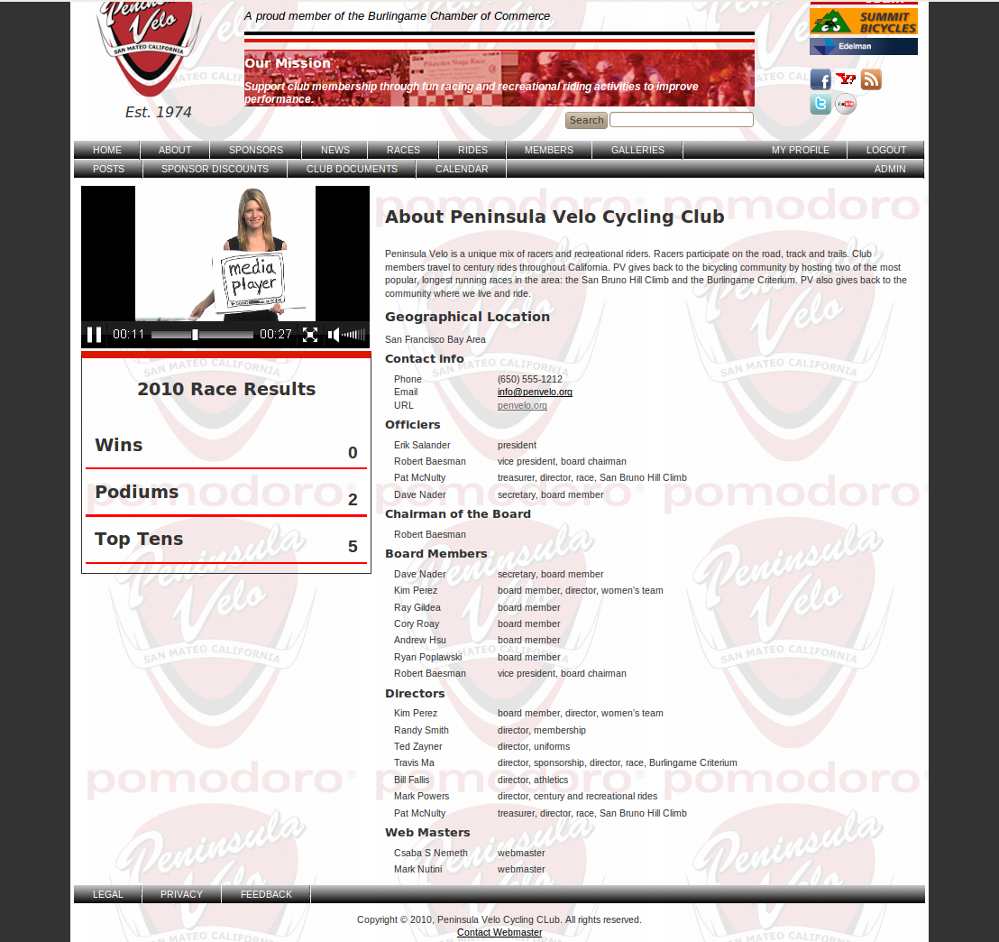 Peninsula
Velo
SAN MATEO CALIFORNIA
Est. 1974
A proud member of the Burlingame Chamber of Commerce
Our Mission
Support club membership through fun racing and recreational riding activities to improve
performance.
SUMMIT
BICYCLES
Edelman
Search
HOME ABOUT SPONSORS NEWS RACES RIDES MEMBERS GALLERIES MY PROFILE LOGOUT
POSTS SPONSOR DISCOUNTS CLUB DOCUMENTS CALENDAR ADMIN
media
player
00:11 00:27
2010 Race Results
Wins 0
Podiums 2
Top Tens 5
About Peninsula Velo Cycling Club
Peninsula Velo is a unique mix of racers and recreational riders. Racers participate on the road, track and trails. Club
members travel to century rides throughout California. PV gives back to the bicycling community by hosting two of the most
popular, longest running races in the area: the San Bruno Hill Climb and the Burlingame Criterium. PV also gives back to the
community where we live and ride.
Geographical Location
San Francisco Bay Area
Contact info
Phone (650) 555-1212
Email info@penvelo.org
URL penvelo.org
Officiers
Erik Salander president
Robert Baesman vice president, board chairman
Pat McNulty treasurer, director, race, San Bruno Hill Climb
Dave Nader secretary, board member
Chairman of the Board
Robert Baesman
Board Members
Dave Nader secretary, board member
Kim Perez board member, director, women's team
Ray Gildea board member
Cory Roay board member
Andrew Hsu board member
Ryan Poplawski board member
Robert Baesman vice president, board chairman
Directors
Kim Perez board member, director, women's team
Randy Smith director, membership
Ted Zayner director, uniforms
Travis Ma director, sponsorship, director, race, Burlingame Criterium
Bill Fallis director, athletics
Mark Powers director, century and recreational rides
Pat McNulty treasurer, director, race, San Bruno Hill Climb
Web Masters
Csaba S Nemeth webmaster
Mark Nutini webmaster
pomodoro®
Peninsula
Velo
SAN MATEO CALIFORNIA
LEGAL PRIVACY FEEDBACK
Copyright © 2010, Peninsula Velo Cycling CLub. All rights reserved.
Contact Webmaster